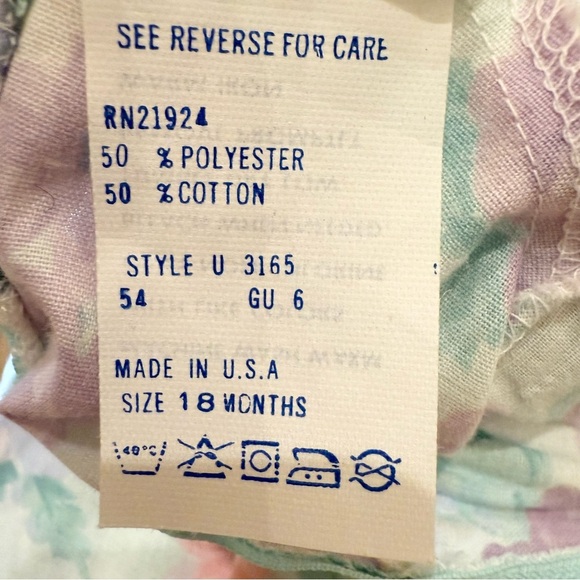 SEE REVERSE FOR CARE
RN21924
50 % POLYESTER
50 % COTTON
STYLE U 3165
54 GU 6
MADE IN U.S.A
SIZE 18 MONTHS
40°C